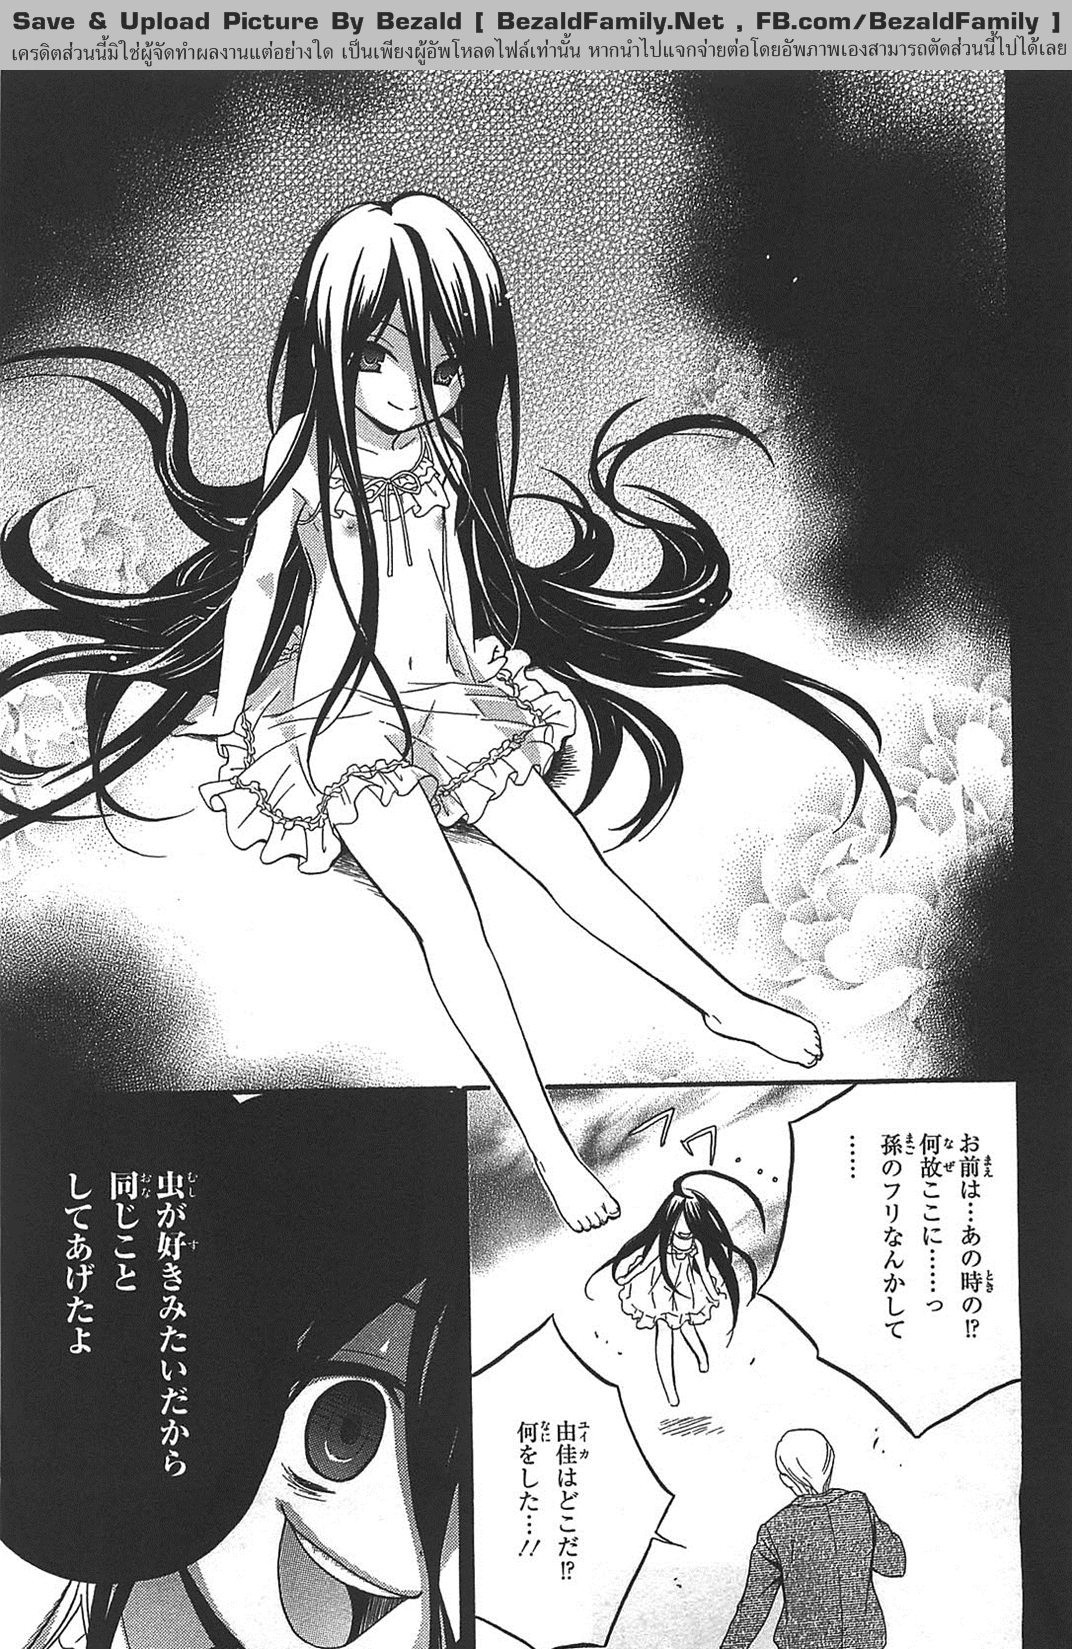 Save & Upload Picture By Bezald [ BezaldFamily.Net , FB.com/BezaldFamily ]
เครดิตส่วนนี้มิใช่ผู้จัดทำผลงานแต่อย่างใด เป็นเพียงผู้อัพโหลดไฟล์เท่านั้น หากนำไปแจกจ่ายต่อโดยอัพภาพเองสามารถตัดส่วนนี้ไปได้เลย
お前は…あの時の!?
何故ここに……っ
孫のフリなんかして
……
フワ
由佳はどこだ!?
何をした…!!
虫が好きみたいだから
同じこと
してあげたよ